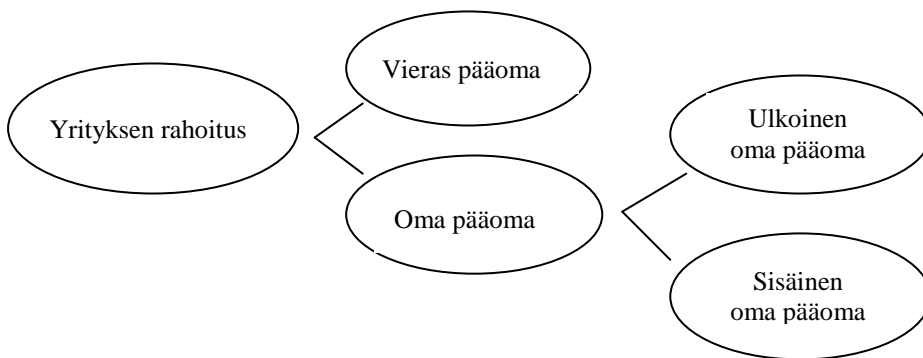 Yrityksen rahoitus
Vieras pääoma
Oma pääoma
Ulkoinen
oma pääoma
Sisäinen
oma pääoma